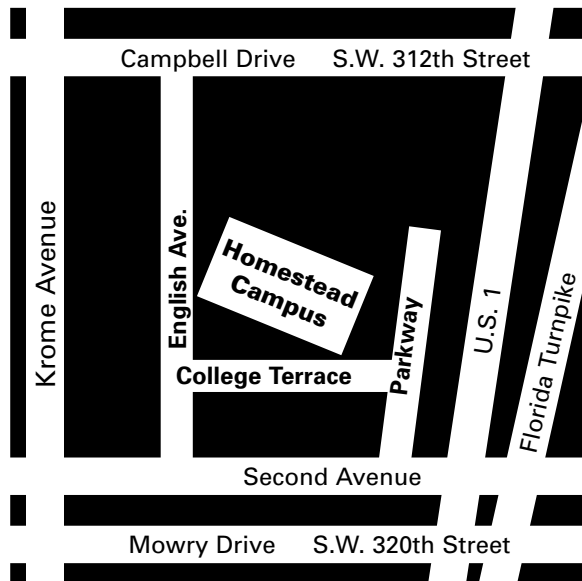 Campbell Drive S.W. 312th Street
Krome Avenue
English Ave.
Homestead
Campus
Parkway
U.S. 1
Florida Turnpike
College Terrace
Second Avenue
Mowry Drive S.W. 320th Street